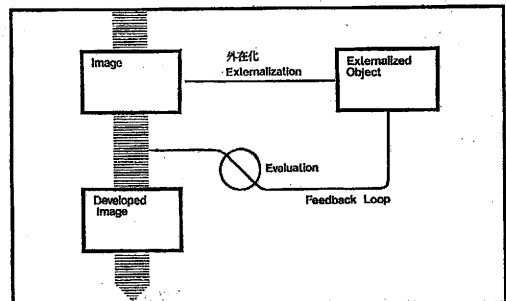 Image
外在化
Externalization
Externalized
Object
Evaluation
Feedback Loop
Developed
Image